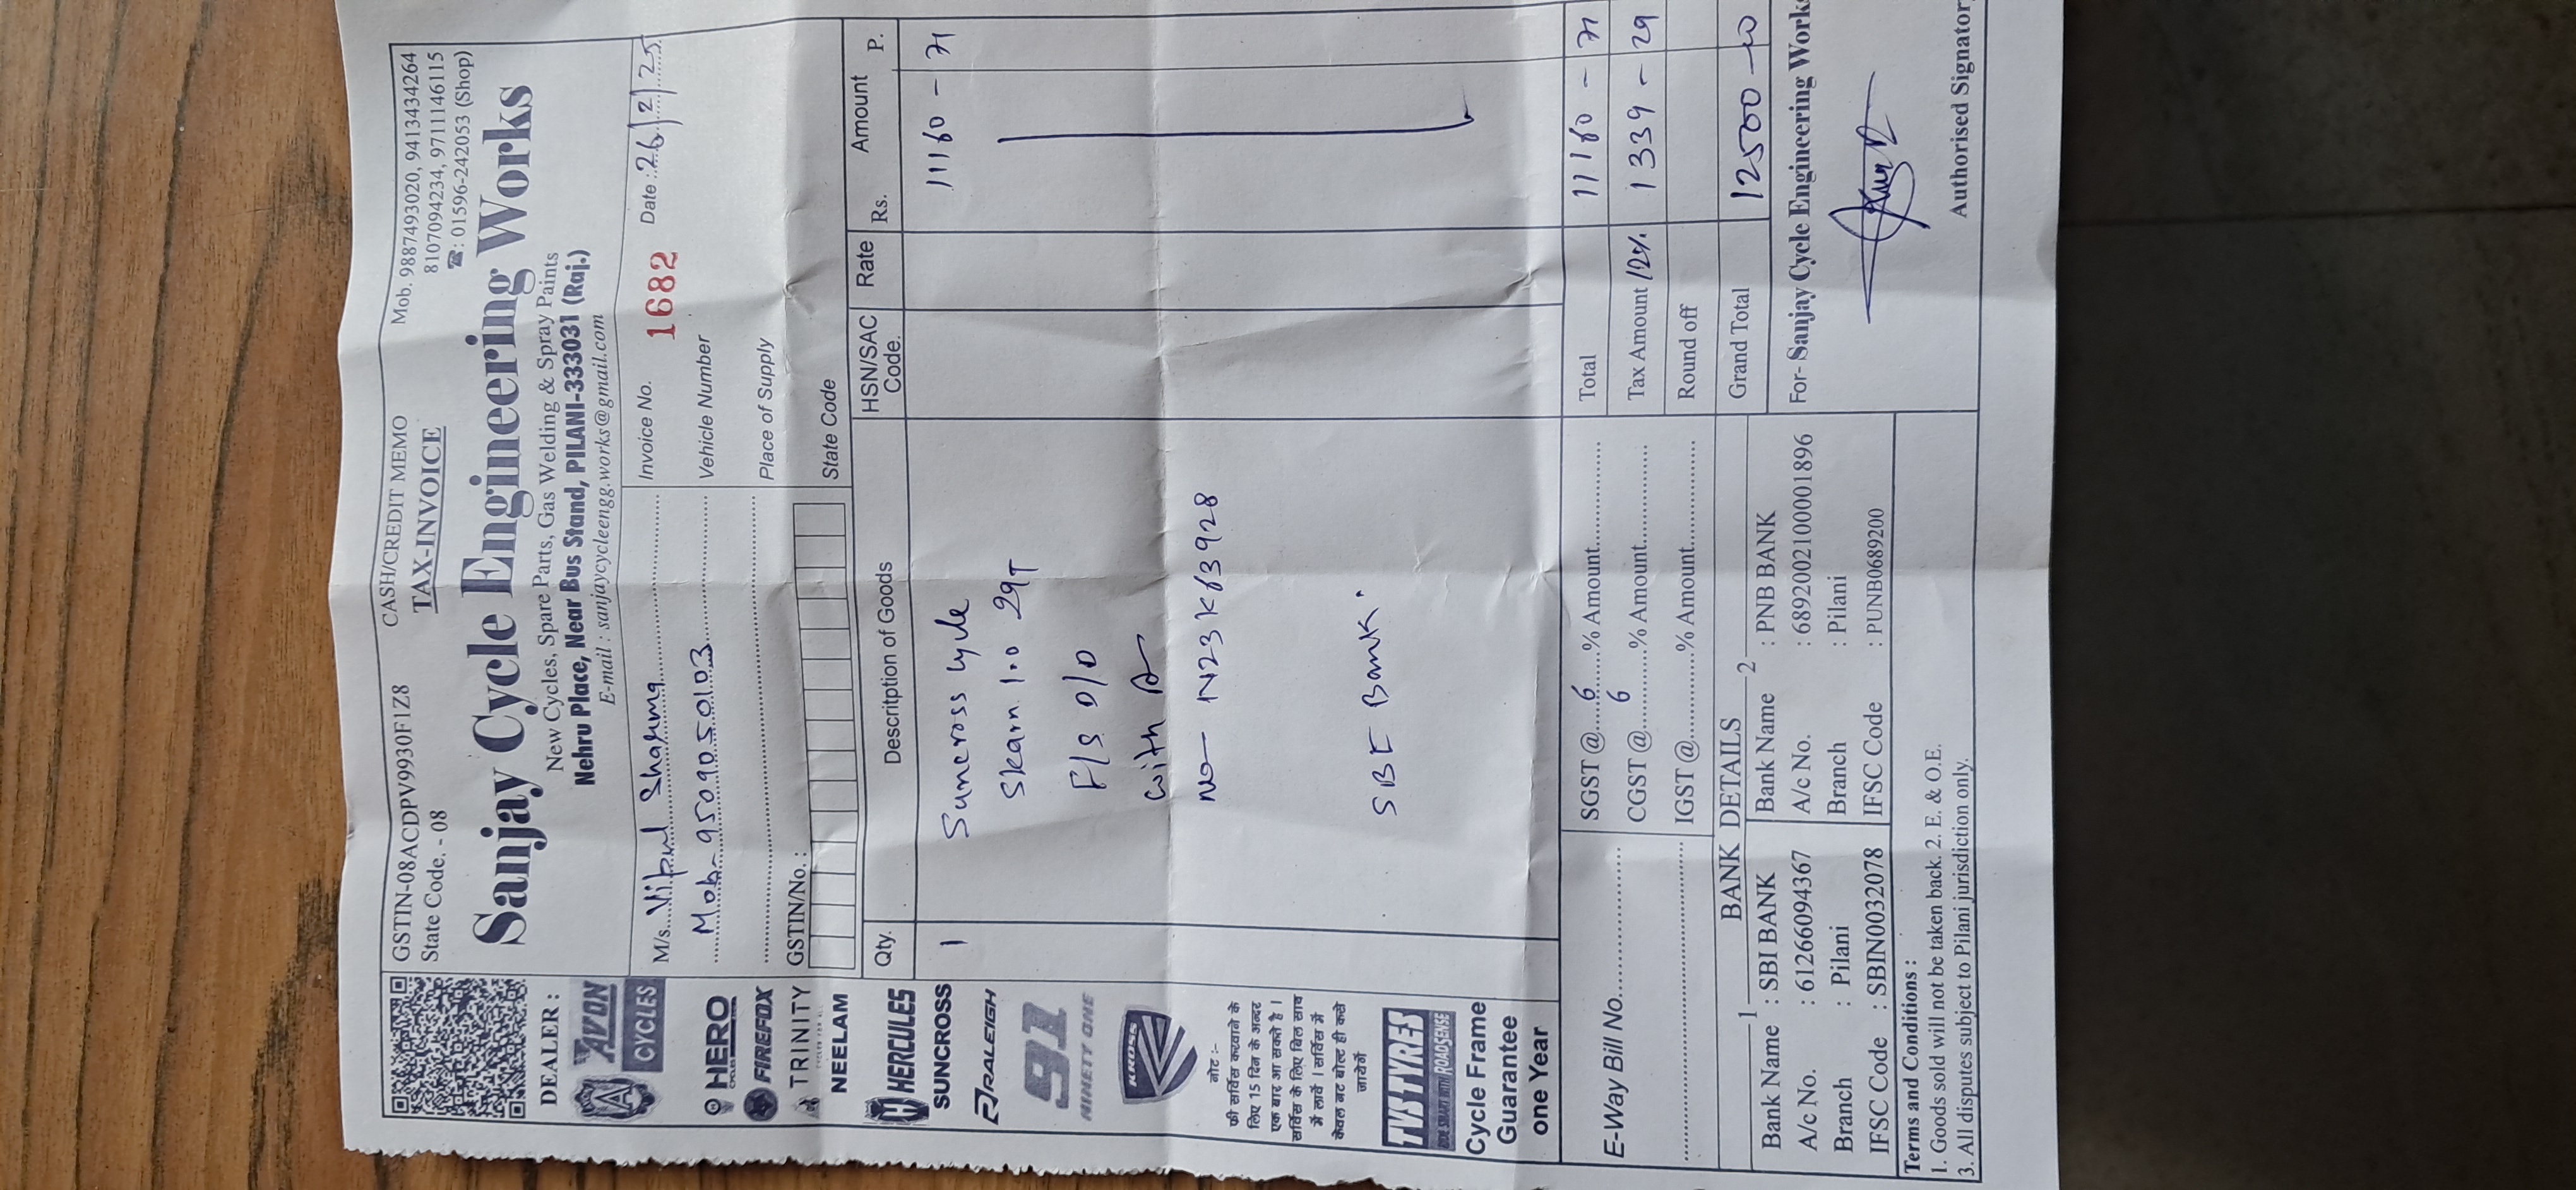 GSTIN-08ACDPV9930F1Z8
CASH/CREDIT MEMO
Mob. 9887493020, 9413434264
State Code. - 08
TAX-INVOICE
8107094234, 97111146115
☎: 01596-242053 (Shop)
Sanjay Cycle Engineering Works
New Cycles, Spare Parts, Gas Welding & Spray Paints
Nehru Place, Near Bus Stand, PILANI-333031 (Raj.)
E-mail : sanjaycycleengg.works@gmail.com
M/s. Vipul Sharma
Mob- 9509050103
GSTIN/No. :
Invoice No. 1682
Date : 26/2/25
Vehicle Number
Place of Supply
State Code
DEALER :
AVON
CYCLES
HERO
FIREFOX
TRINITY
NEELAM
HERCULES
SUNCROSS
RALEIGH
91
NINETY ONE
KROSS
नोट :-
फ्री सर्विस करवाने के
लिए 15 दिन के अन्दर
एक बार आ सकते है ।
सर्विस के लिए बिल साथ
में लावें । सर्विस में
केवल नट बोल्ट ही कसे
जायेगें
TVS TYRES
RIDE SMART WITH ROADSENSE
Cycle Frame
Guarantee
one Year
Qty. Description of Goods HSN/SAC Code. Rate Amount Rs. P.
1 Suncross Cycle 11160 - 71
1.0 29T
F/S D/D
with
No- N23K63928
SBI Bank.
E-Way Bill No.
SGST @ 6 % Amount
CGST @ 6 % Amount
IGST @ % Amount
Total 11160 - 71
Tax Amount 12% 1339 - 29
Round off
Grand Total 12500 - 00
BANK DETAILS
1
Bank Name : SBI BANK
A/c No. : 61266094367
Branch : Pilani
IFSC Code : SBIN0032078
2
Bank Name : PNB BANK
A/c No. : 6892002100001896
Branch : Pilani
IFSC Code : PUNB0689200
For- Sanjay Cycle Engineering Works
Authorised Signatory
Terms and Conditions :
1. Goods sold will not be taken back. 2. E. & O.E.
3. All disputes subject to Pilani jurisdiction only.